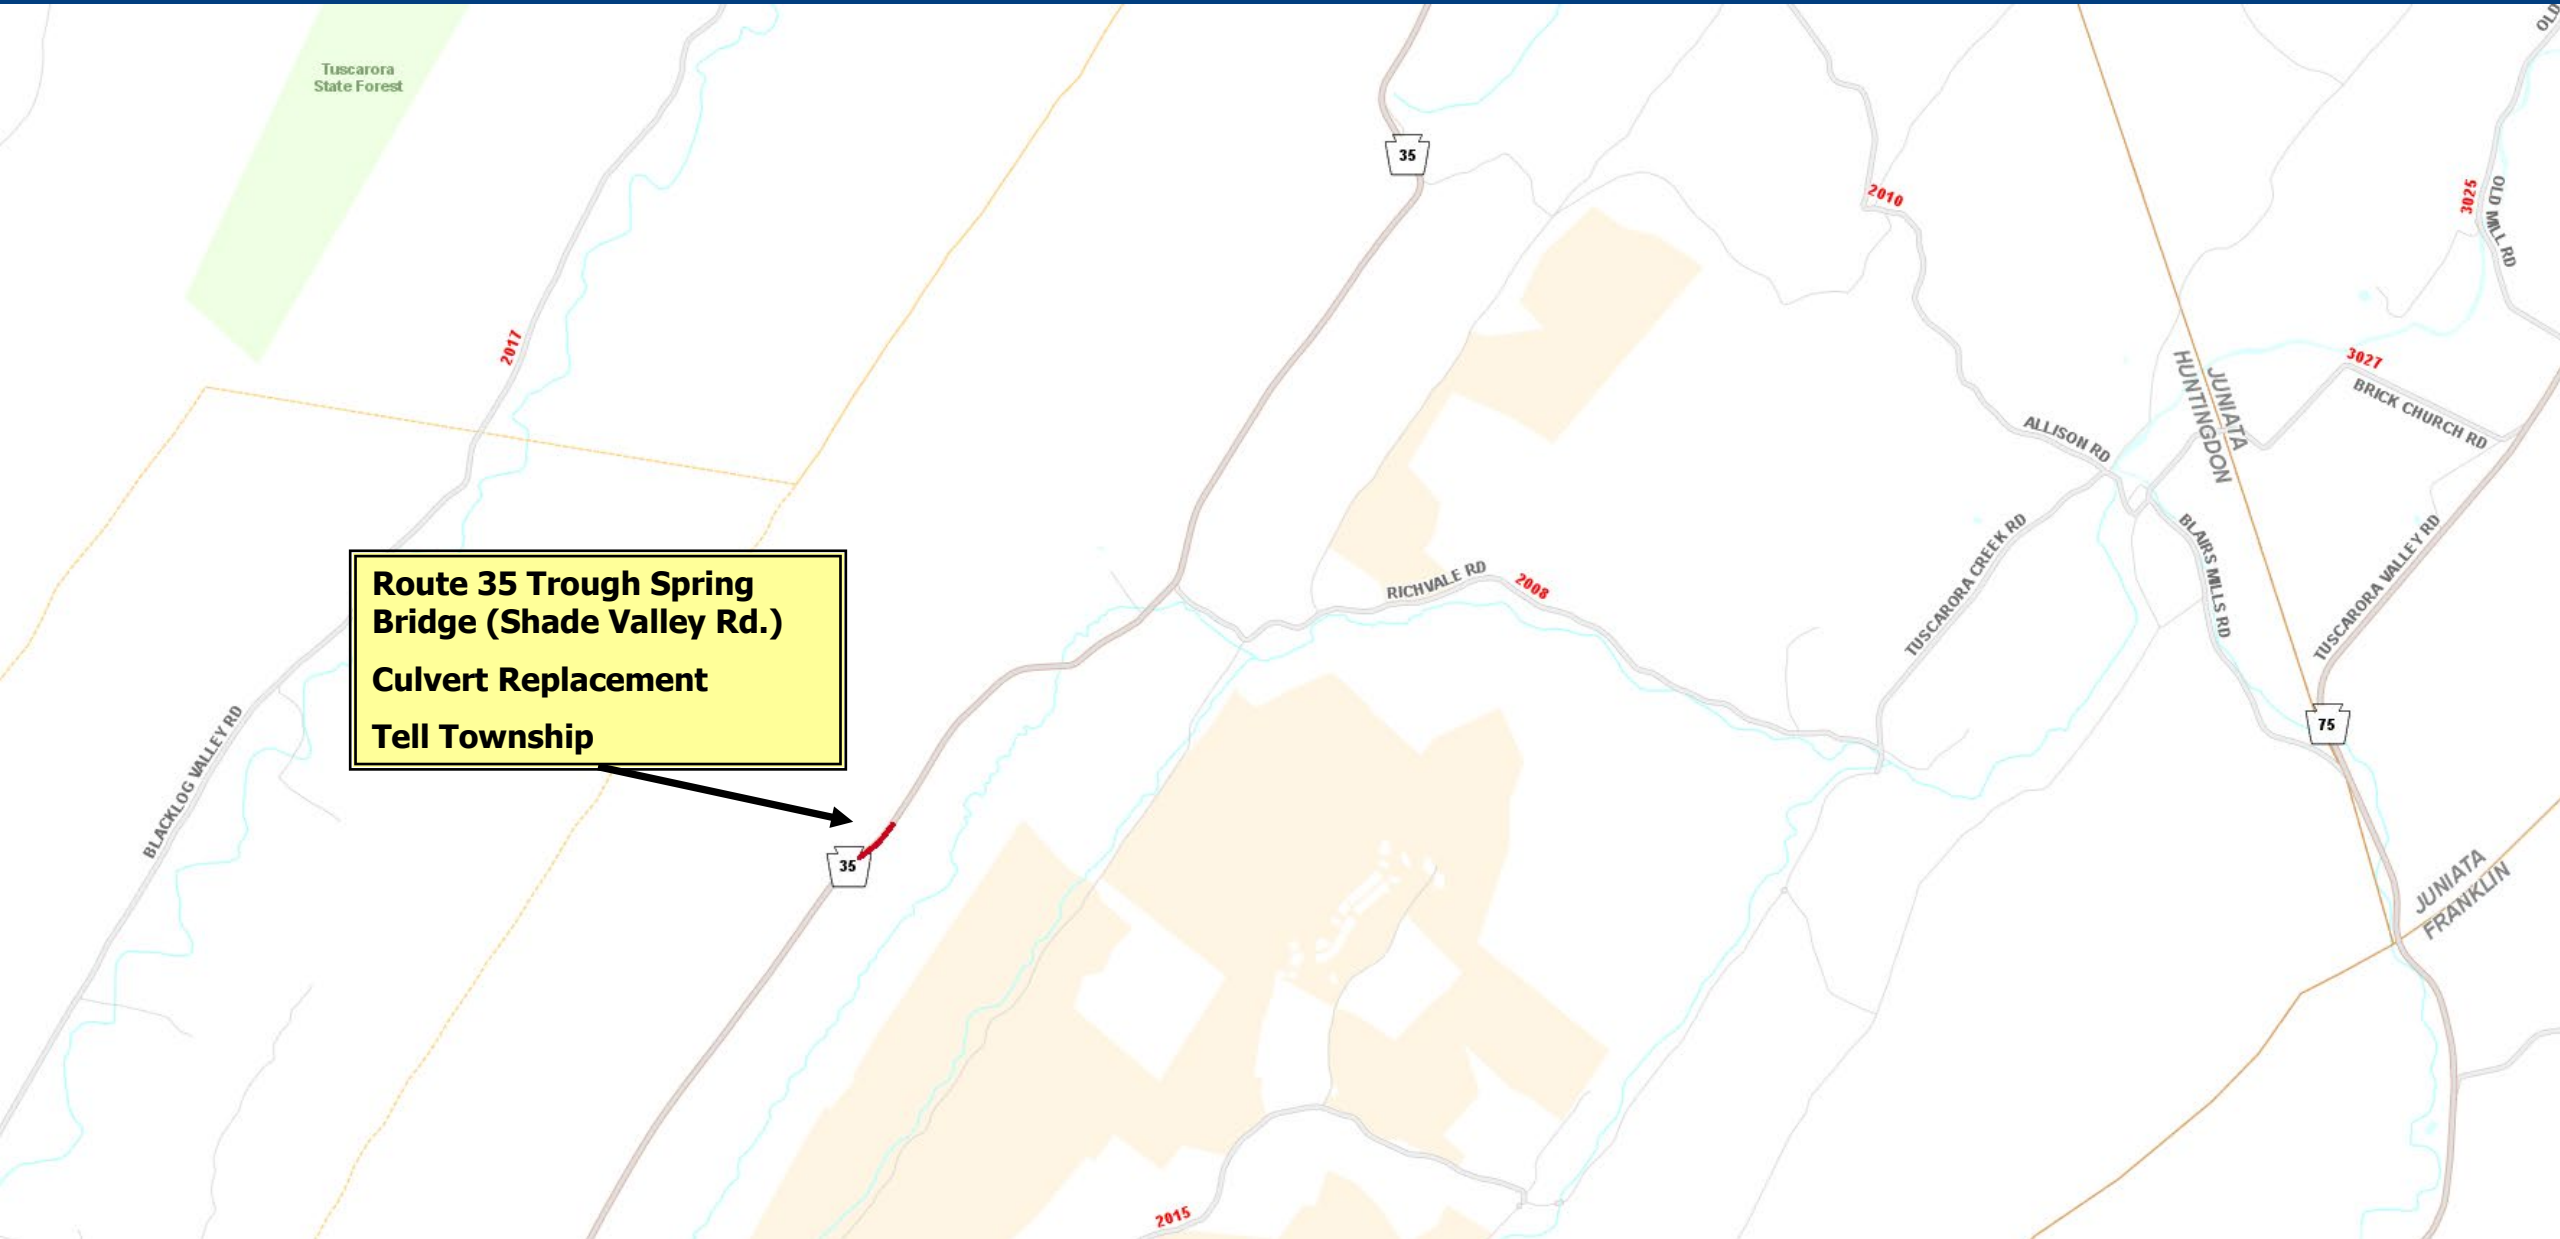 OLD
Tuscarora
State Forest
35
2010
3025
OLD MILL RD
2017
JUNIATA
HUNTINGDON
3027
BRICK CHURCH RD
ALLISON RD
BLAIRS MILLS RD
TUSCARORA CREEK RD
TUSCARORA VALLEY RD
RICHVALE RD
2008
Route 35 Trough Spring
Bridge (Shade Valley Rd.)
Culvert Replacement
Tell Township
BLACKLOG VALLEY RD
75
35
JUNIATA
FRANKLIN
2015